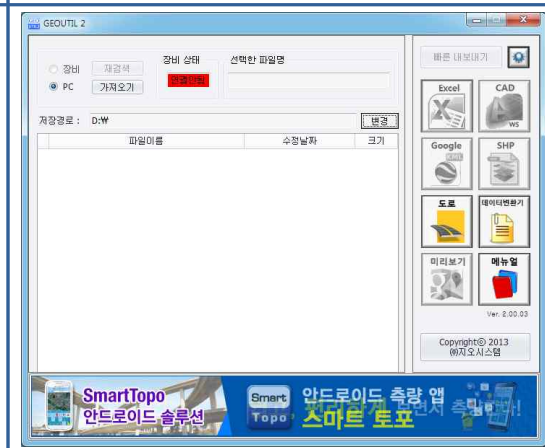 GEOUTIL 2
장비
재검색
PC
가져오기
장비 상태
연결안됨
선택한 파일명
저장경로 : D:₩
변경
파일이름 수정날짜 크기
빠른 내보내기
Excel
CAD
WS
Google
KML
SHP
도로
데이터변환기
미리보기
메뉴얼
Ver. 2.00.03
Copyright© 2013
㈜지오시스템
SmartTopo
안드로이드 솔루션
Smart
Topo
안드로이드 측량 앱
스마트 토포